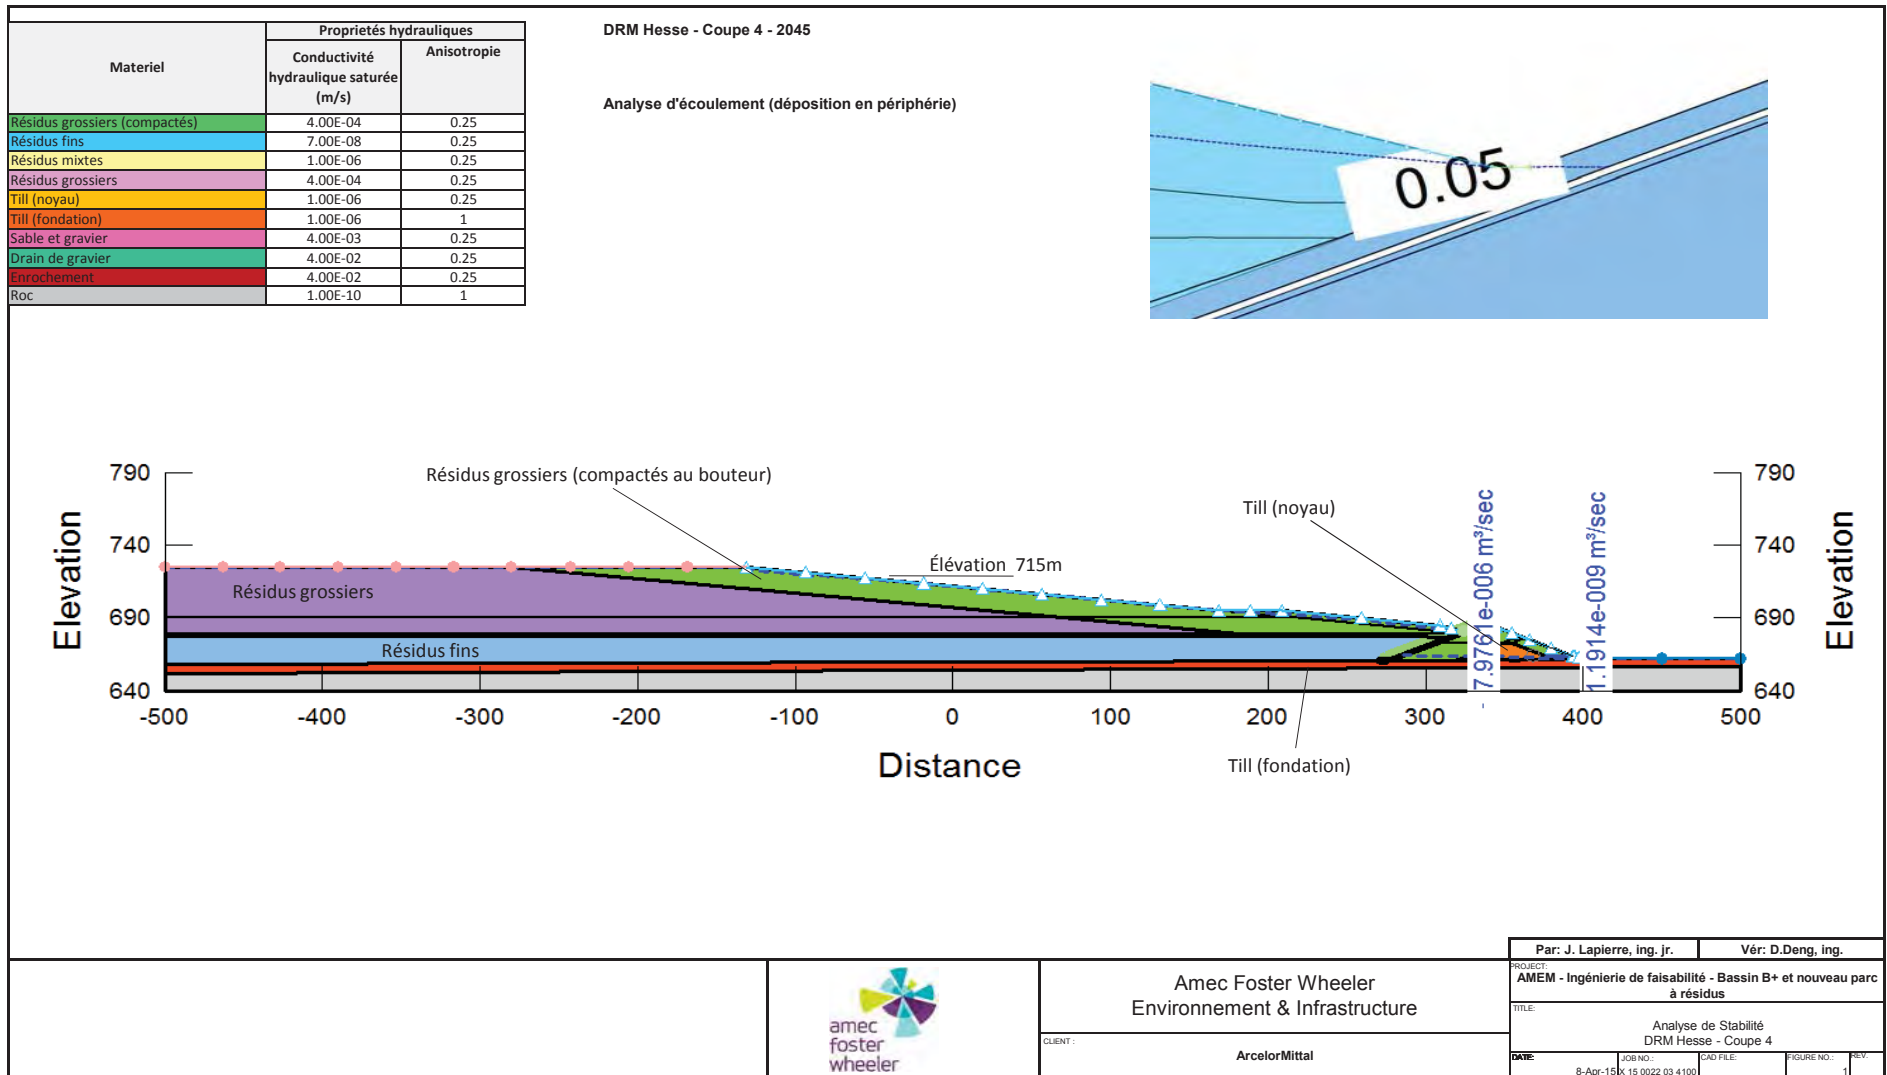 Propriétés hydrauliques
Materiel
Conductivité hydraulique saturée (m/s)
Anisotropie
Résidus grossiers (compactés) 4.00E-04 0.25
Résidus fins 7.00E-08 0.25
Résidus mixtes 1.00E-06 0.25
Résidus grossiers 4.00E-04 0.25
Till (noyau) 1.00E-06 0.25
Till (fondation) 1.00E-06 1
Sable et gravier 4.00E-03 0.25
Drain de gravier 4.00E-02 0.25
Enrochement 4.00E-02 0.25
Roc 1.00E-10 1
DRM Hesse - Coupe 4 - 2045
Analyse d'écoulement (déposition en périphérie)
0.05
Résidus grossiers (compactés au bouteur)
Élévation 715m
Till (noyau)
Résidus grossiers
Résidus fins
7.9761e-006 m³/sec
1.1914e-009 m³/sec
Elevation
790
740
690
640
790
740
690
640
Elevation
-500 -400 -300 -200 -100 0 100 200 300 400 500
Distance
Till (fondation)
amec
foster
wheeler
Amec Foster Wheeler
Environnement & Infrastructure
CLIENT :
ArcelorMittal
Par: J. Lapierre, ing. jr.
Vér: D.Deng, ing.
PROJECT:
AMEM - Ingénierie de faisabilité - Bassin B+ et nouveau parc
à résidus
TITLE:
Analyse de Stabilité
DRM Hesse - Coupe 4
DATE: JOB NO.: CAD FILE: FIGURE NO.: REV.
8-Apr-15 X 15 0022 03 4100 1